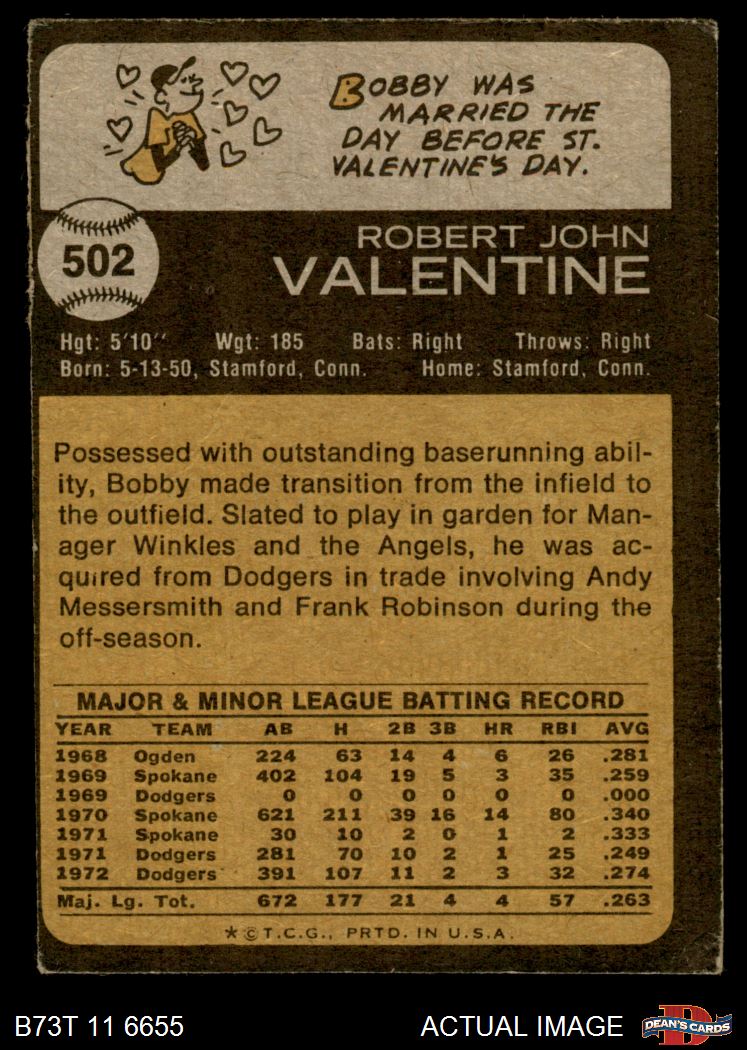 BOBBY WAS
MARRIED THE
DAY BEFORE ST.
VALENTINE'S DAY.
502
ROBERT JOHN
VALENTINE
Hgt: 5'10" Wgt: 185 Bats: Right Throws: Right
Born: 5-13-50, Stamford, Conn. Home: Stamford, Conn.
Possessed with outstanding baserunning abil-
ity, Bobby made transition from the infield to
the outfield. Slated to play in garden for Man-
ager Winkles and the Angels, he was ac-
quired from Dodgers in trade involving Andy
Messersmith and Frank Robinson during the
off-season.
MAJOR & MINOR LEAGUE BATTING RECORD
YEAR TEAM AB H 2B 3B HR RBI AVG
1968 Ogden 224 63 14 4 6 26 .281
1969 Spokane 402 104 19 5 3 35 .259
1969 Dodgers 0 0 0 0 0 0 .000
1970 Spokane 621 211 39 16 14 80 .340
1971 Spokane 30 10 2 0 1 2 .333
1971 Dodgers 281 70 10 2 1 25 .249
1972 Dodgers 391 107 11 2 3 32 .274
Maj. Lg. Tot. 672 177 21 4 4 57 .263
★©T.C.G., PRTD. IN U.S.A.
B73T 11 6655 ACTUAL IMAGE DEAN'S CARDS